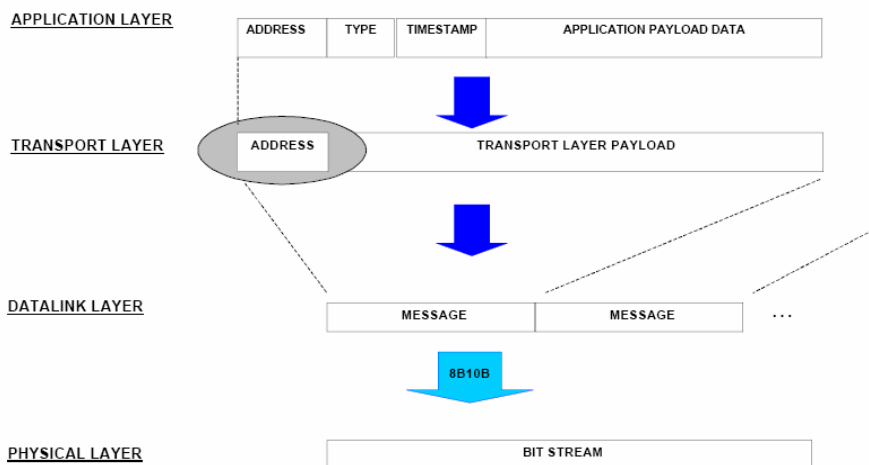 APPLICATION LAYER
ADDRESS TYPE TIMESTAMP APPLICATION PAYLOAD DATA
TRANSPORT LAYER
ADDRESS TRANSPORT LAYER PAYLOAD
DATALINK LAYER
MESSAGE MESSAGE ...
8B10B
PHYSICAL LAYER
BIT STREAM